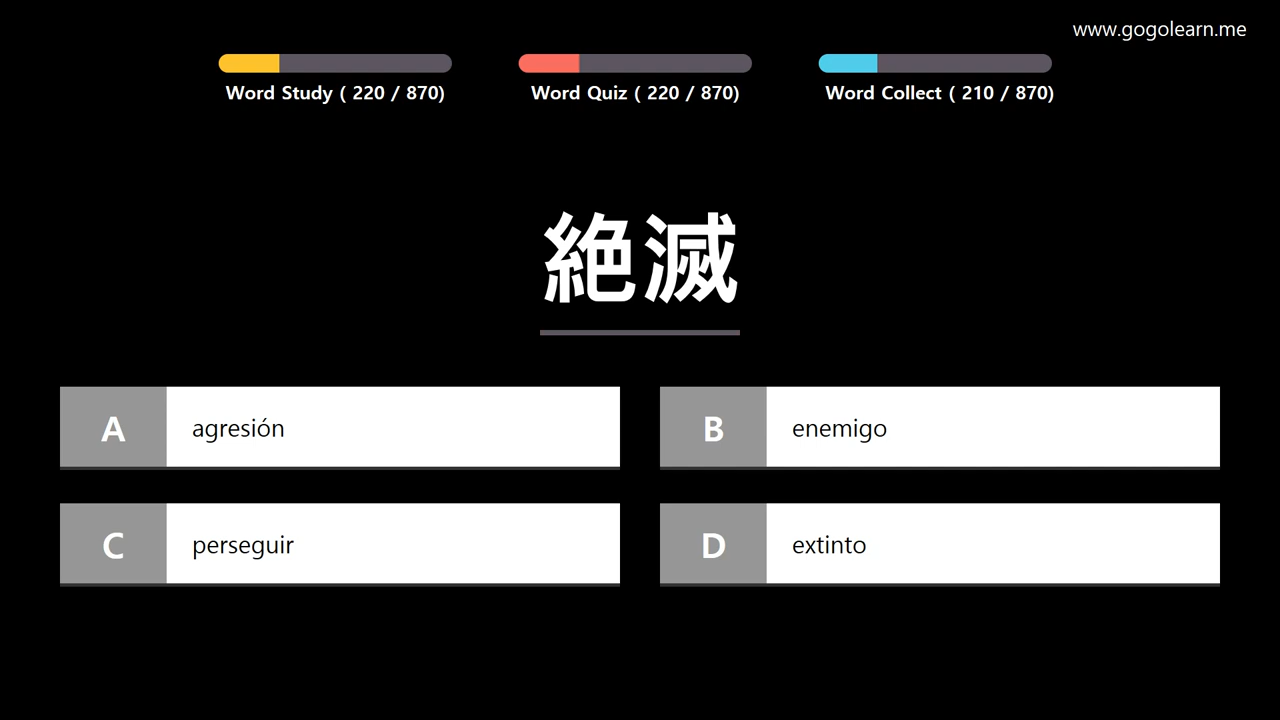 www.gogolearn.me
Word Study ( 220 / 870)
Word Quiz ( 220 / 870)
Word Collect ( 210 / 870)
絶滅
A agresión
B enemigo
C perseguir
D extinto